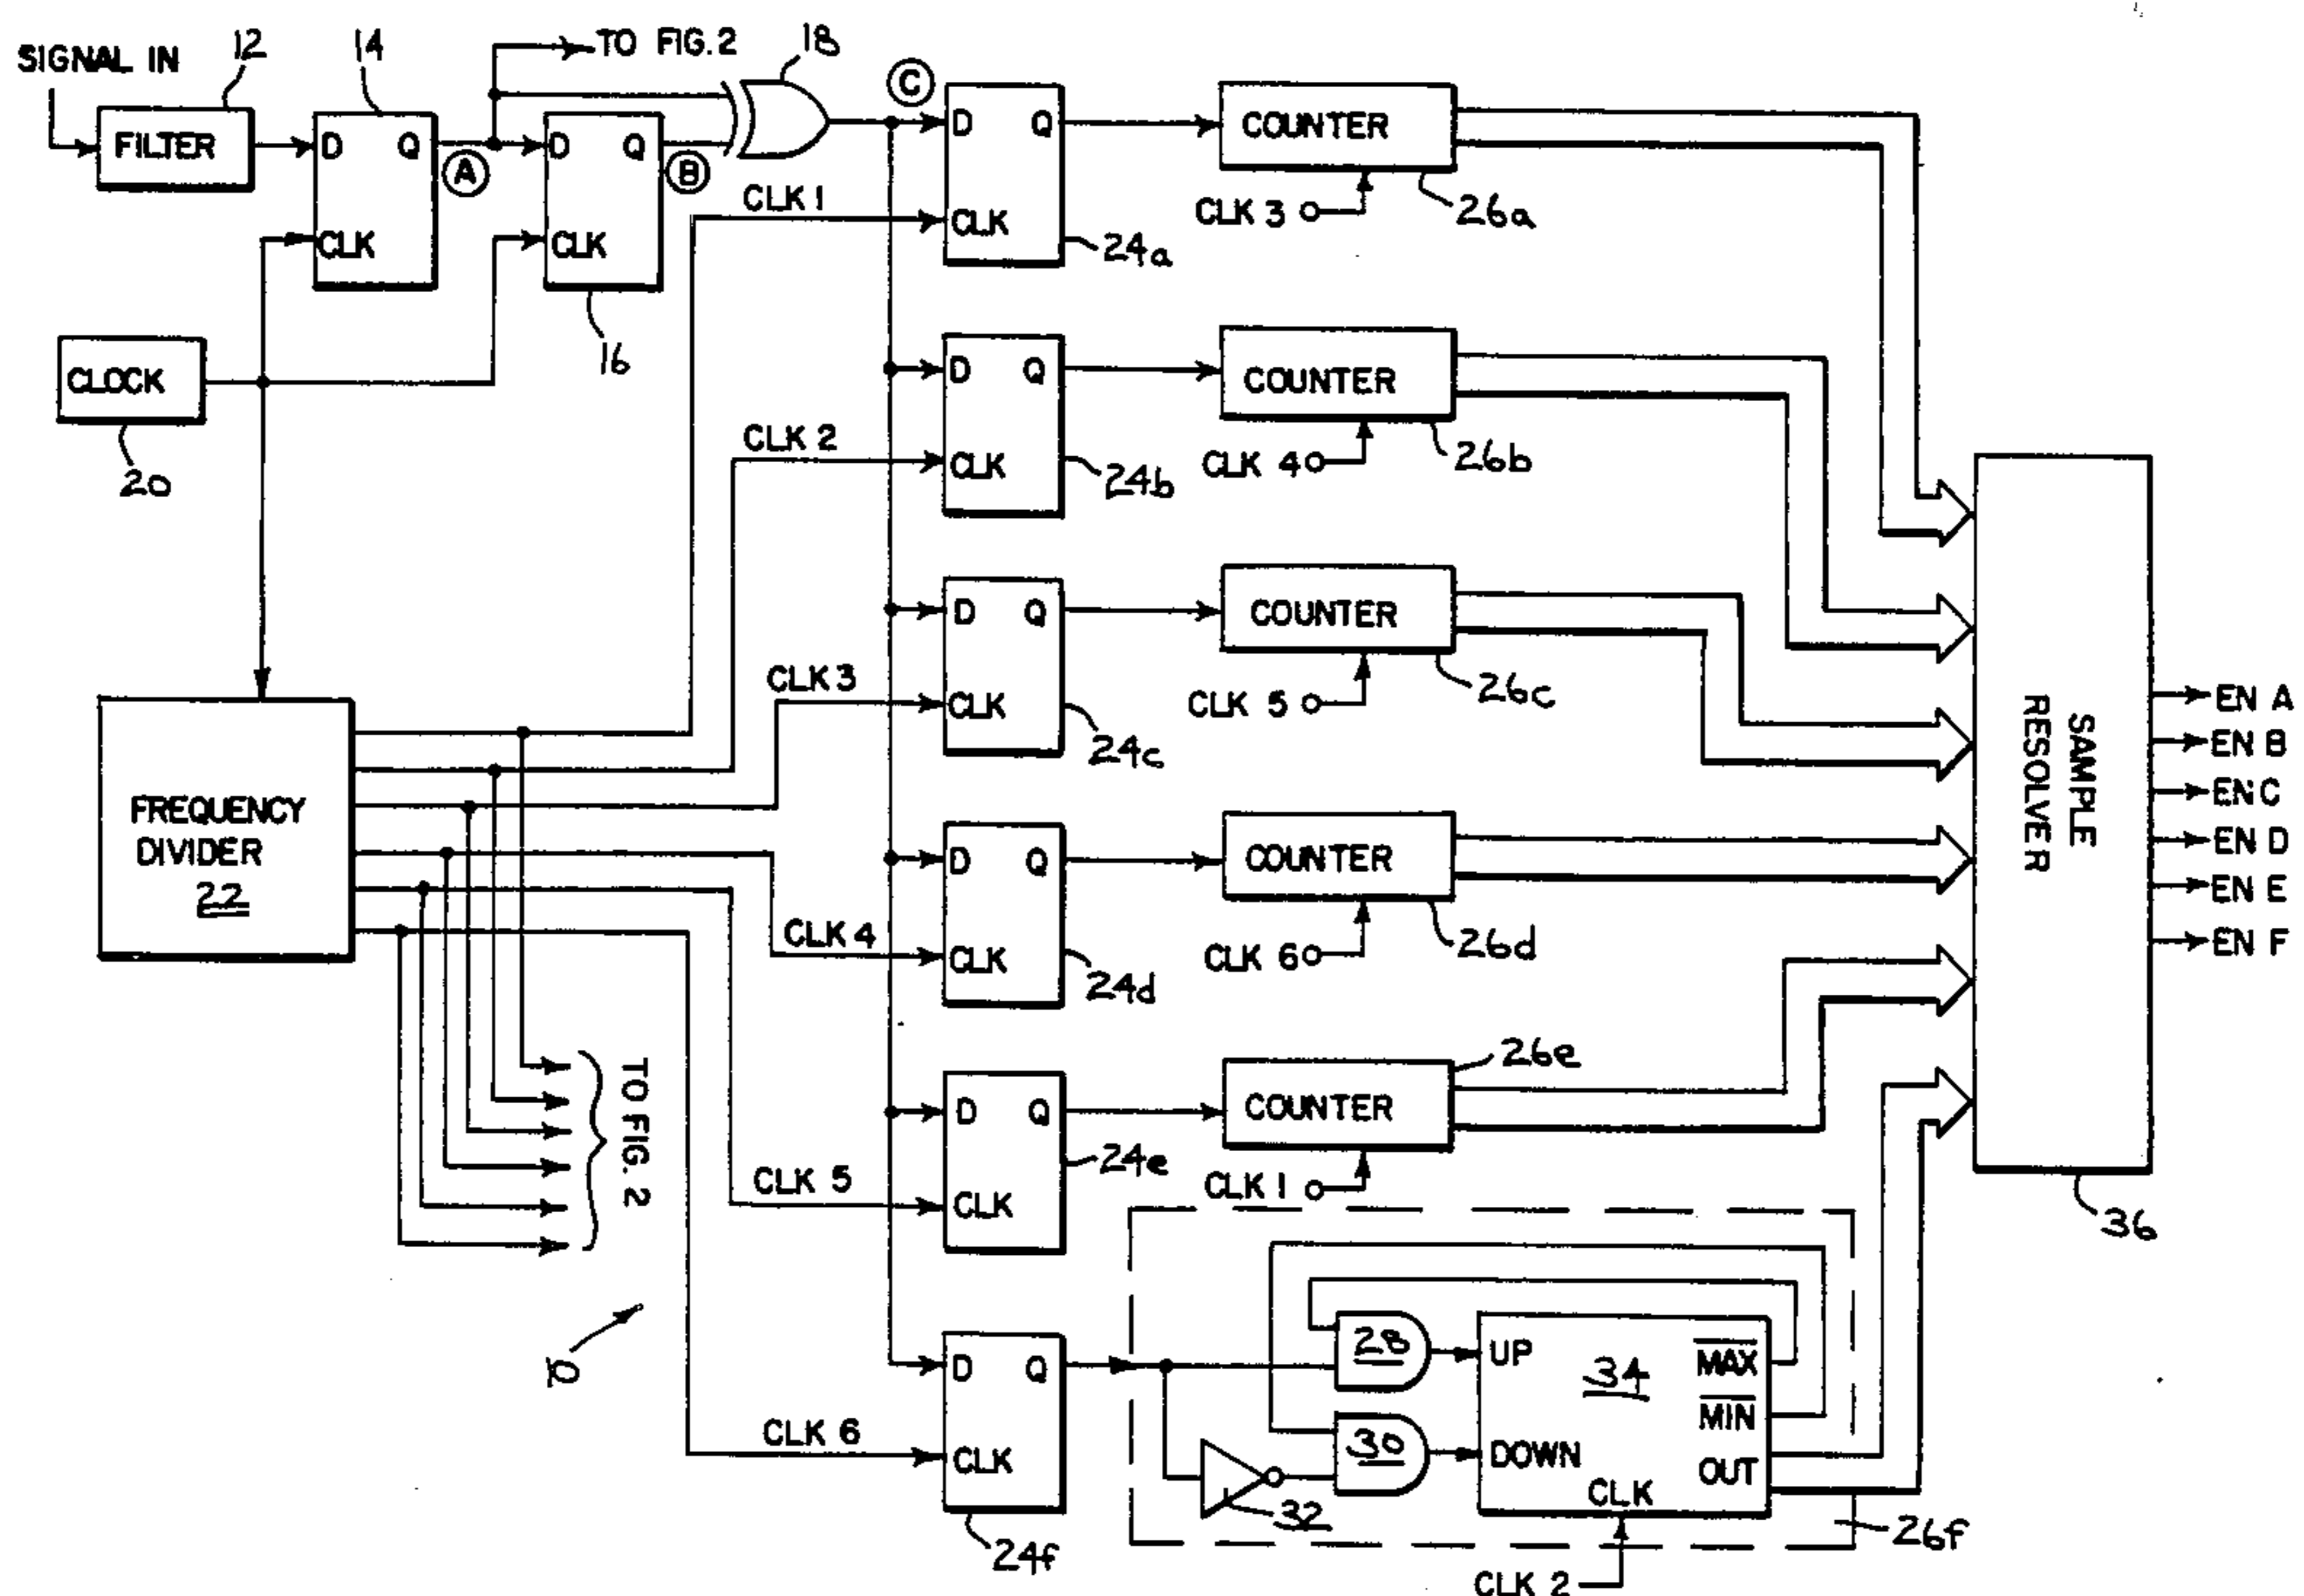 SIGNAL IN
12
14
TO FIG. 2
18
FILTER
D Q
CLK
A
D Q
CLK
B
16
C
CLOCK
20
CLK 1
D Q
CLK
24a
COUNTER
CLK 3
26a
CLK 2
D Q
CLK
24b
COUNTER
CLK 4
26b
CLK 3
D Q
CLK
24c
COUNTER
CLK 5
26c
FREQUENCY
DIVIDER
22
CLK 4
D Q
CLK
24d
COUNTER
CLK 6
26d
TO FIG. 2
CLK 5
D Q
CLK
24e
COUNTER
CLK 1
26e
10
CLK 6
D Q
CLK
24f
28
30
32
UP
DOWN
34
MAX
MIN
OUT
CLK
CLK 2
26f
SAMPLE
RESOLVER
36
EN A
EN B
EN C
EN D
EN E
EN F